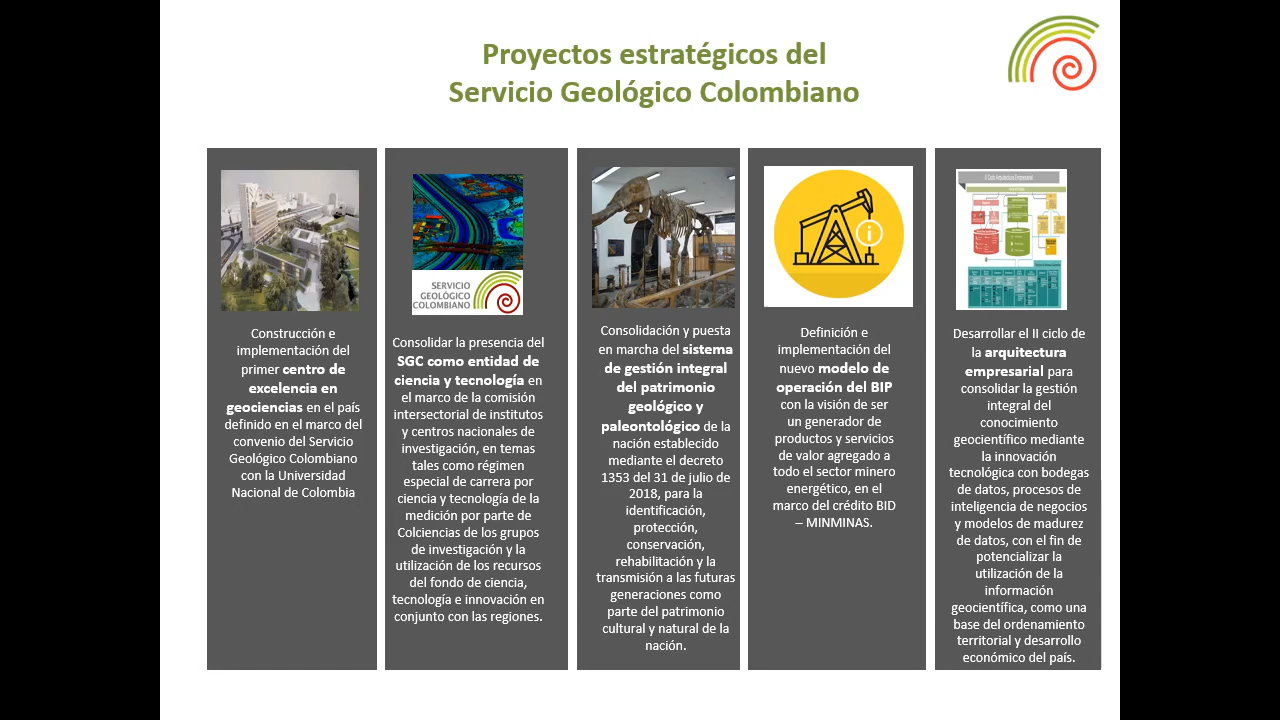 Proyectos estratégicos del
Servicio Geológico Colombiano
Construcción e
implementación del
primer centro de
excelencia en
geociencias en el país
definido en el marco del
convenio del Servicio
Geológico Colombiano
con la Universidad
Nacional de Colombia
SERVICIO
GEOLÓGICO
COLOMBIANO
Consolidar la presencia del
SGC como entidad de
ciencia y tecnología en
el marco de la comisión
intersectorial de institutos
y centros nacionales de
investigación, en temas
tales como régimen
especial de carrera por
ciencia y tecnología de la
medición por parte de
Colciencias de los grupos
de investigación y la
utilización de los recursos
del fondo de ciencia,
tecnología e innovación en
conjunto con las regiones.
Consolidación y puesta
en marcha del sistema
de gestión integral
del patrimonio
geológico y
paleontológico de la
nación establecido
mediante el decreto
1353 del 31 de julio de
2018, para la
identificación,
protección,
conservación,
rehabilitación y la
transmisión a las futuras
generaciones como
parte del patrimonio
cultural y natural de la
nación.
Definición e
implementación del
nuevo modelo de
operación del BIP
con la visión de ser
un generador de
productos y servicios
de valor agregado a
todo el sector minero
energético, en el
marco del crédito BID
– MINMINAS.
II Ciclo Arquitectura Empresarial
Desarrollar el II ciclo de
la arquitectura
empresarial para
consolidar la gestión
integral del
conocimiento
geocientífico mediante
la innovación
tecnológica con bodegas
de datos, procesos de
inteligencia de negocios
y modelos de madurez
de datos, con el fin de
potencializar la
utilización de la
información
geocientífica, como una
base del ordenamiento
territorial y desarrollo
económico del país.